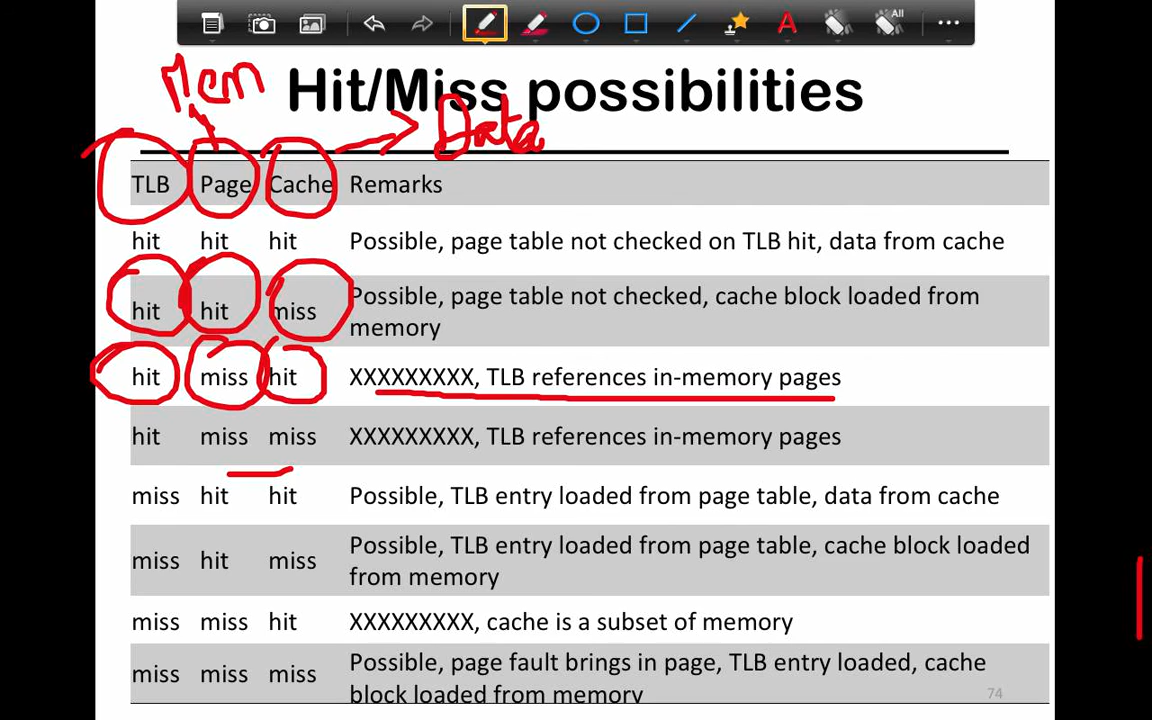 All
A
Mem
Hit/Miss possibilities
Data
TLB Page Cache Remarks
hit hit hit Possible, page table not checked on TLB hit, data from cache
hit hit miss Possible, page table not checked, cache block loaded from
memory
hit miss hit XXXXXXXXX, TLB references in-memory pages
hit miss miss XXXXXXXXX, TLB references in-memory pages
miss hit hit Possible, TLB entry loaded from page table, data from cache
miss hit miss Possible, TLB entry loaded from page table, cache block loaded
from memory
miss miss hit XXXXXXXXX, cache is a subset of memory
miss miss miss Possible, page fault brings in page, TLB entry loaded, cache
block loaded from memory
74